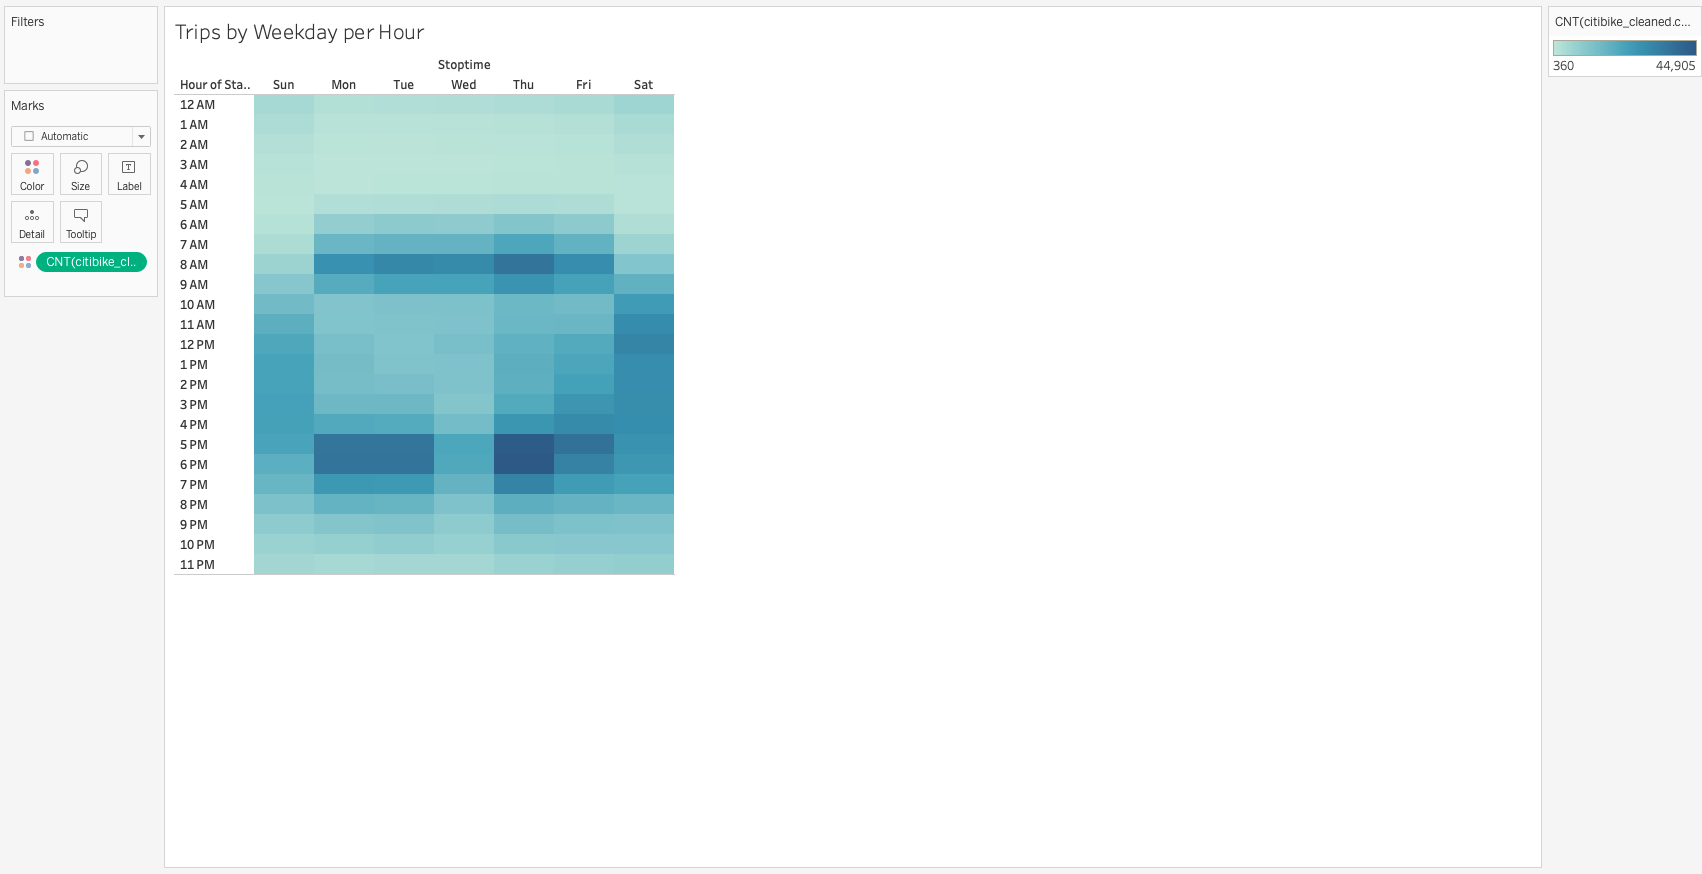 Filters
Marks
Automatic
Color Size Label
Detail Tooltip
CNT(citibike_cl..
Trips by Weekday per Hour
Stoptime
Hour of Sta.. Sun Mon Tue Wed Thu Fri Sat
12 AM
1 AM
2 AM
3 AM
4 AM
5 AM
6 AM
7 AM
8 AM
9 AM
10 AM
11 AM
12 PM
1 PM
2 PM
3 PM
4 PM
5 PM
6 PM
7 PM
8 PM
9 PM
10 PM
11 PM
CNT(citibike_cleaned.c...
360 44,905